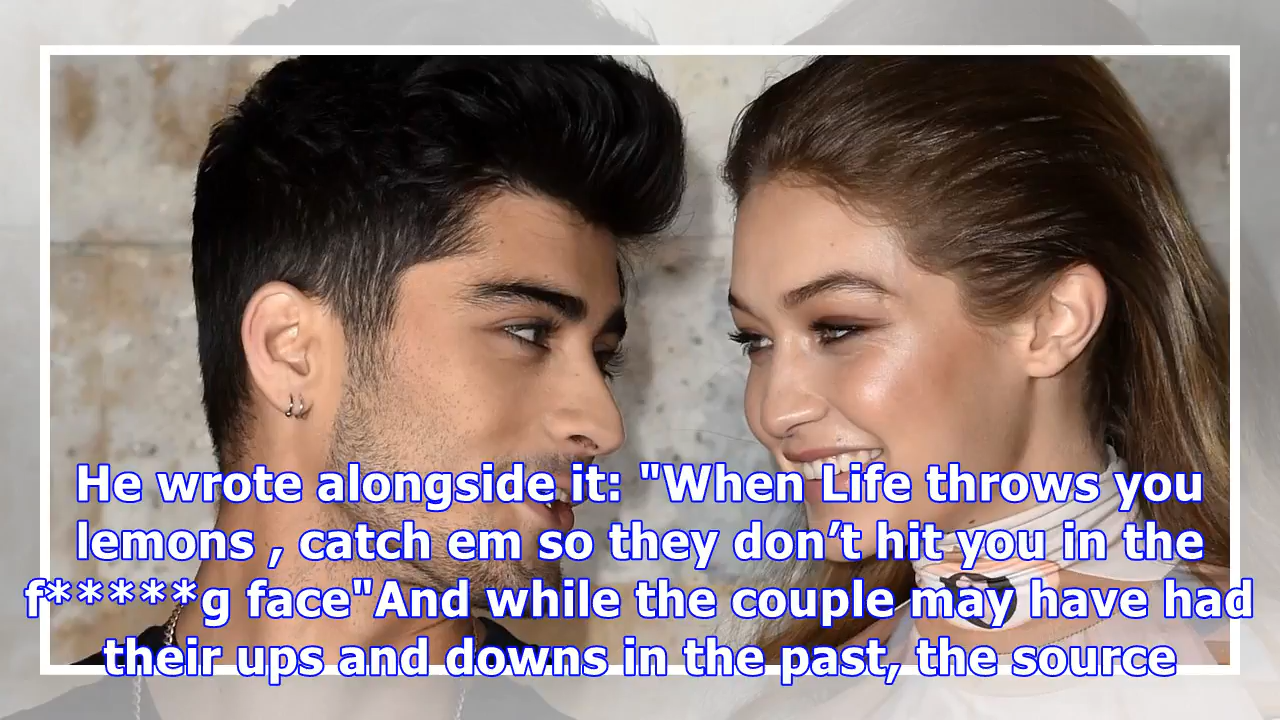 He wrote alongside it: "When Life throws you
lemons , catch em so they don’t hit you in the
f*****g face"And while the couple may have had
their ups and downs in the past, the source